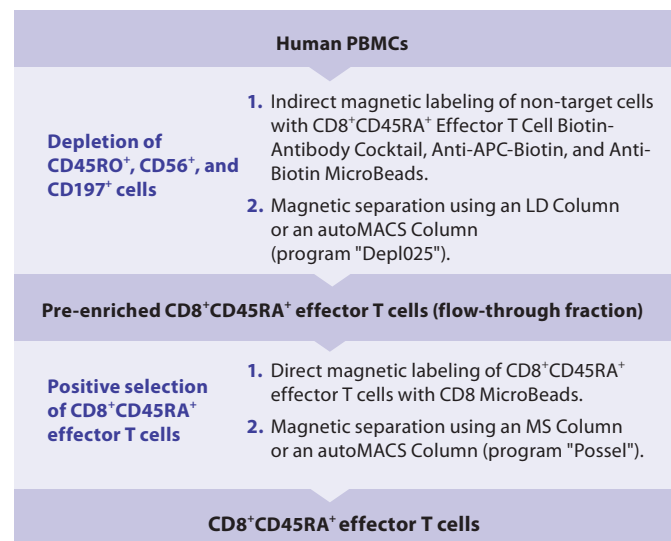 Human PBMCs
Depletion of
CD45RO⁺, CD56⁺, and
CD197⁺ cells
1. Indirect magnetic labeling of non-target cells
with CD8⁺CD45RA⁺ Effector T Cell Biotin-
Antibody Cocktail, Anti-APC-Biotin, and Anti-
Biotin MicroBeads.
2. Magnetic separation using an LD Column
or an autoMACS Column
(program "Depl025").
Pre-enriched CD8⁺CD45RA⁺ effector T cells (flow-through fraction)
Positive selection
of CD8⁺CD45RA⁺
effector T cells
1. Direct magnetic labeling of CD8⁺CD45RA⁺
effector T cells with CD8 MicroBeads.
2. Magnetic separation using an MS Column
or an autoMACS Column (program "Possel").
CD8⁺CD45RA⁺ effector T cells